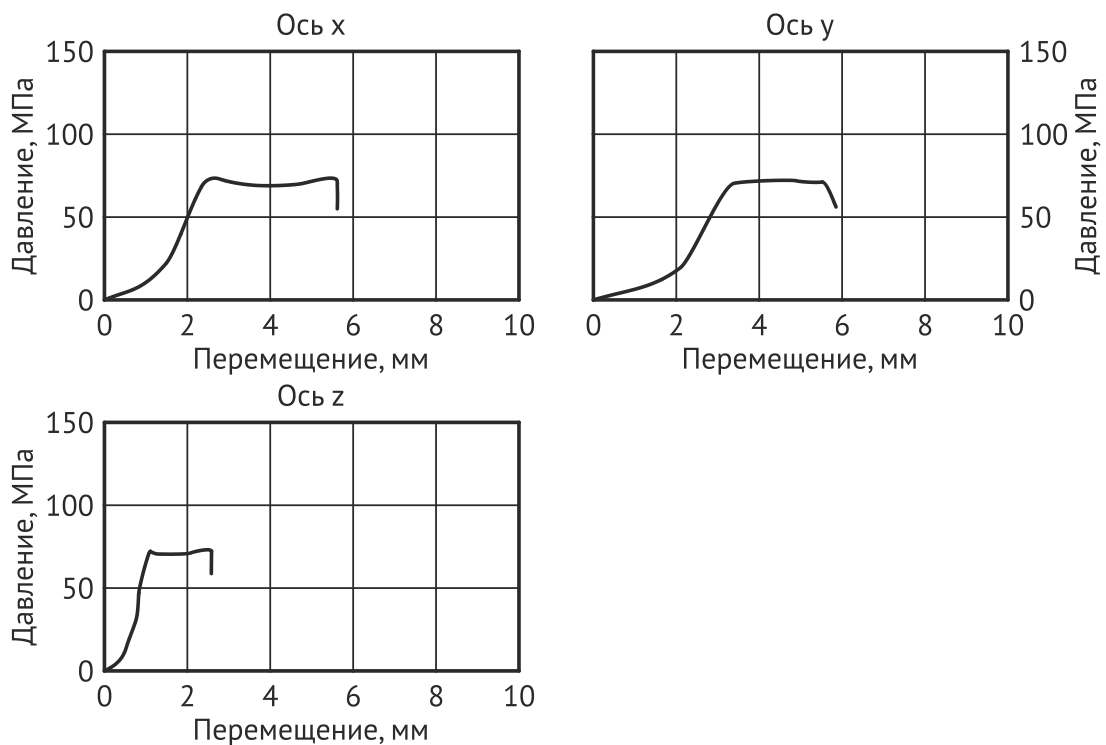 Ось x
150
100
50
0
Давление, МПа
0 2 4 6 8 10
Перемещение, мм
Ось y
150
100
50
0
Давление, МПа
0 2 4 6 8 10
Перемещение, мм
Ось z
150
100
50
0
Давление, МПа
0 2 4 6 8 10
Перемещение, мм